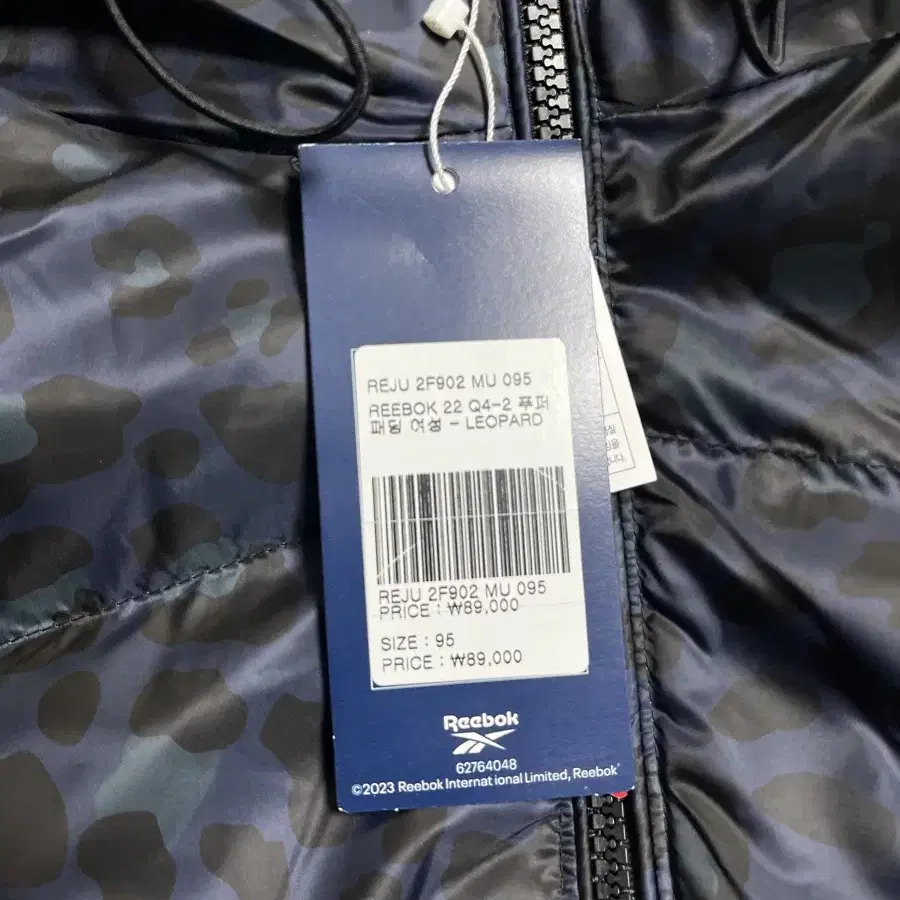 REJU 2F902 MU 095
REEBOK 22 Q4-2 푸퍼
패딩 여성 - LEOPARD
REJU 2F902 MU 095
PRICE : ₩89,000
SIZE : 95
PRICE : ₩89,000
Reebok
62764048
©2023 Reebok International Limited, Reebok®